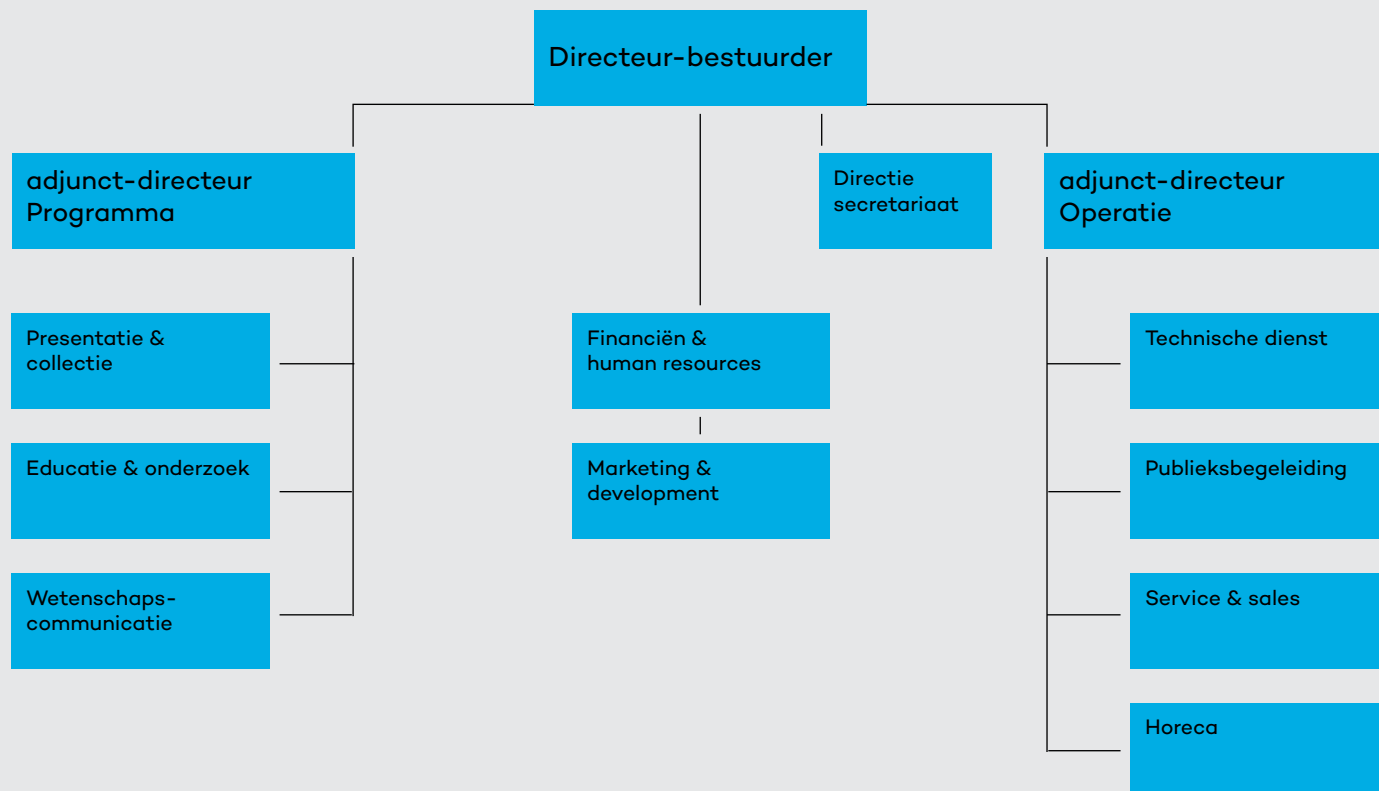 Directeur-bestuurder
adjunct-directeur
Programma
Directie
secretariaat
adjunct-directeur
Operatie
Presentatie &
collectie
Financiën &
human resources
Technische dienst
Educatie & onderzoek
Marketing &
development
Publieksbegeleiding
Wetenschaps-
communicatie
Service & sales
Horeca